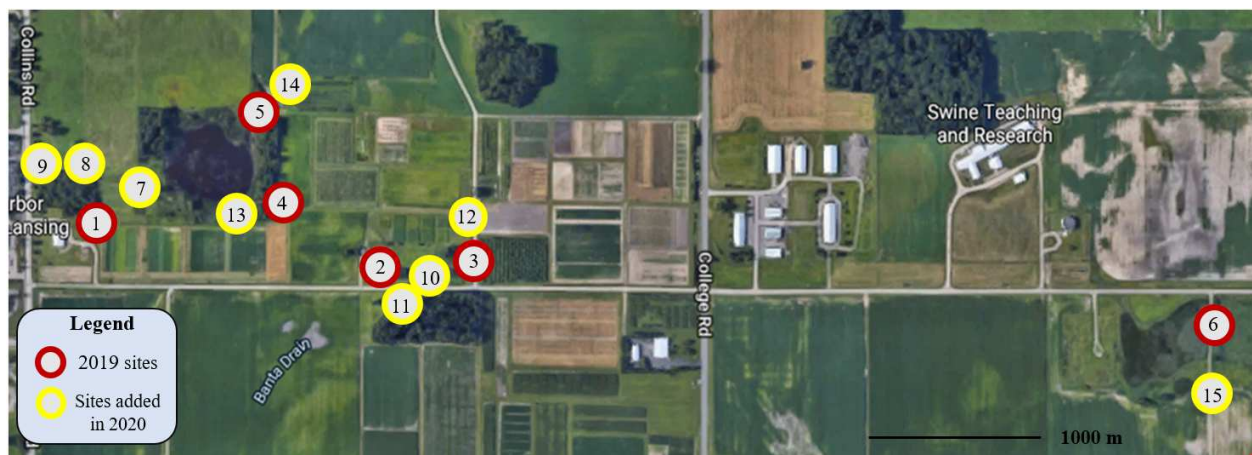 Collins Rd
14
5
Swine Teaching
and Research
9
8
7
1
rbor
Lansing
13
4
12
2
10
3
11
College Rd
6
15
Banta Drain
Legend
2019 sites
Sites added
in 2020
1000 m